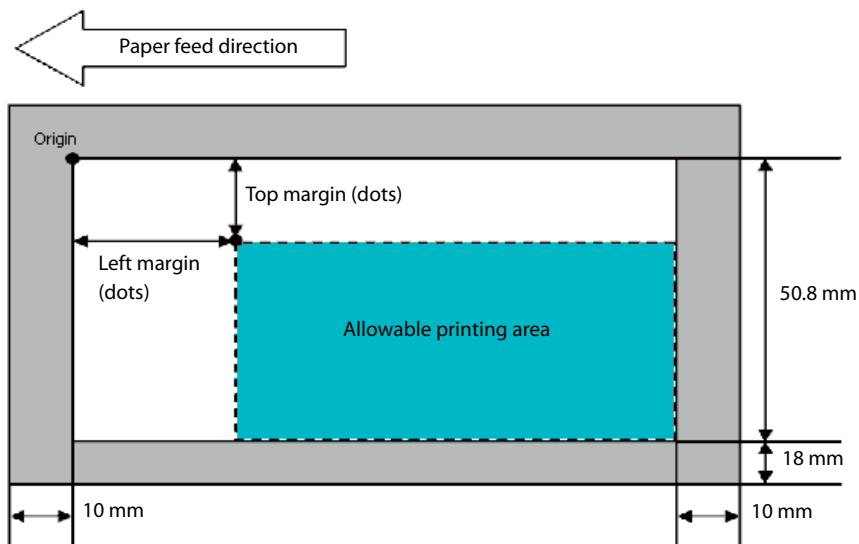 Paper feed direction
Origin
Top margin (dots)
Left margin
(dots)
50.8 mm
Allowable printing area
18 mm
10 mm
10 mm